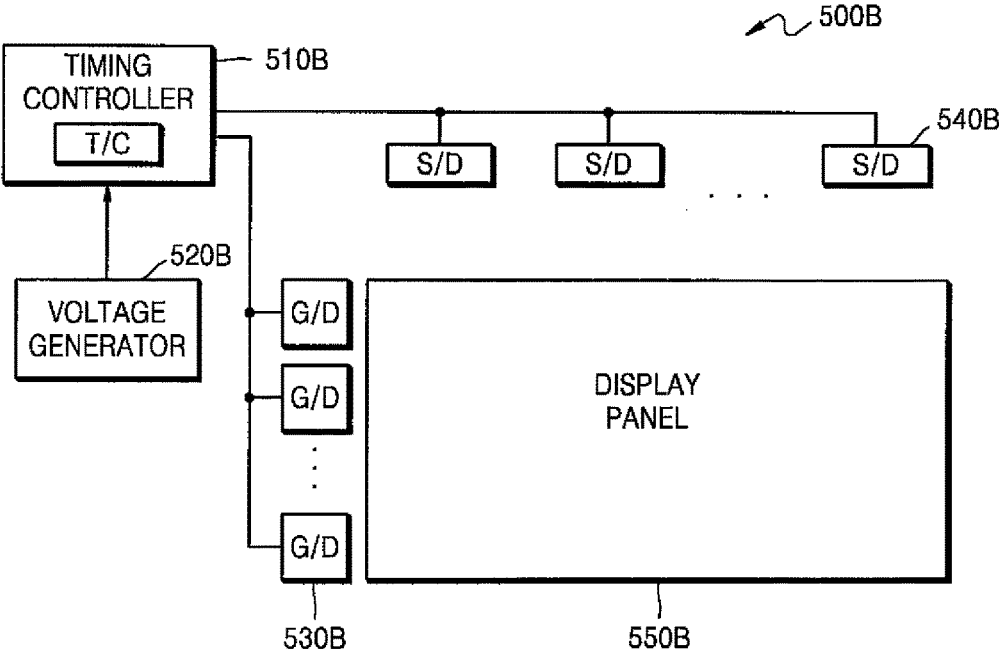 500B
TIMING
CONTROLLER
T/C
510B
S/D
S/D
S/D
540B
520B
VOLTAGE
GENERATOR
G/D
G/D
G/D
530B
DISPLAY
PANEL
550B